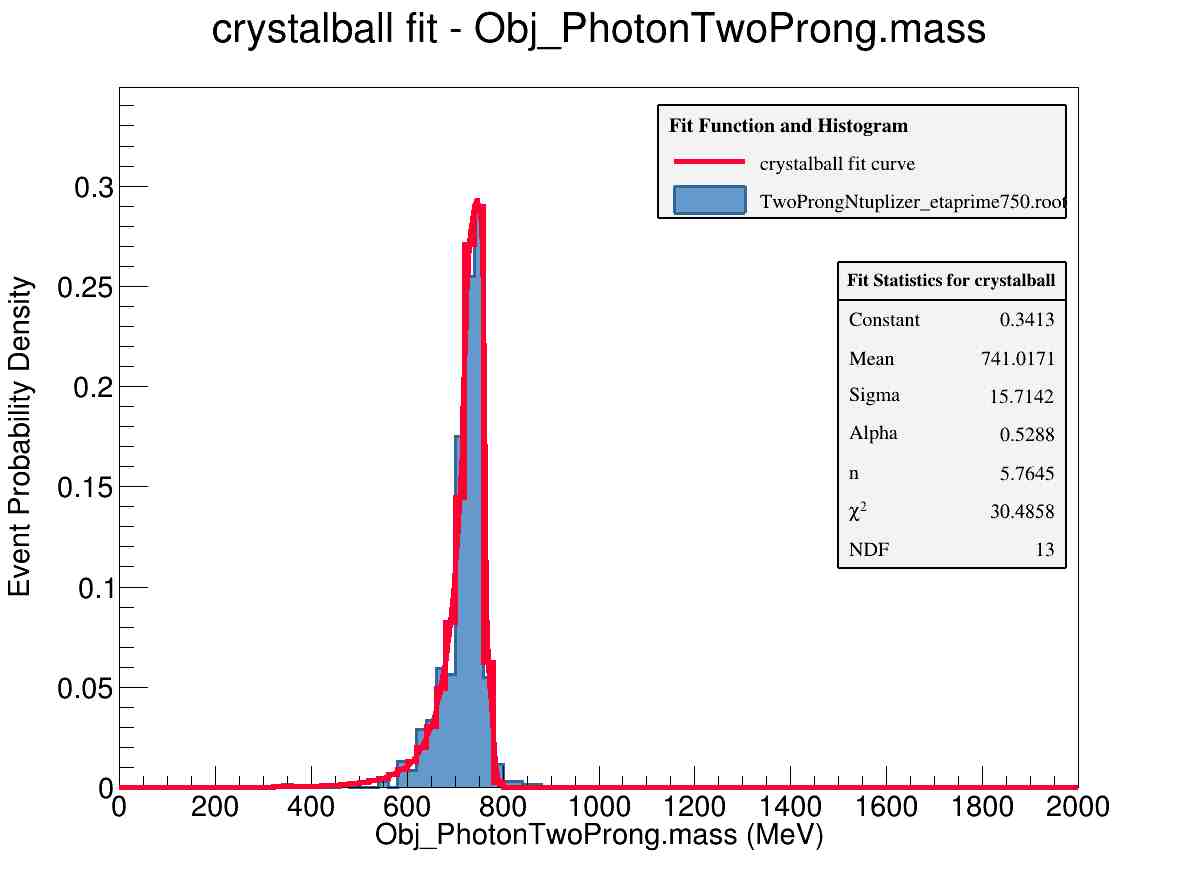 crystalball fit - Obj_PhotonTwoProng.mass
Fit Function and Histogram
crystalball fit curve
TwoProngNtuplizer_etaprime750.root
Fit Statistics for crystalball
Constant 0.3413
Mean 741.0171
Sigma 15.7142
Alpha 0.5288
n 5.7645
χ² 30.4858
NDF 13
Event Probability Density
0.3
0.25
0.2
0.15
0.1
0.05
0
0 200 400 600 800 1000 1200 1400 1600 1800 2000
Obj_PhotonTwoProng.mass (MeV)